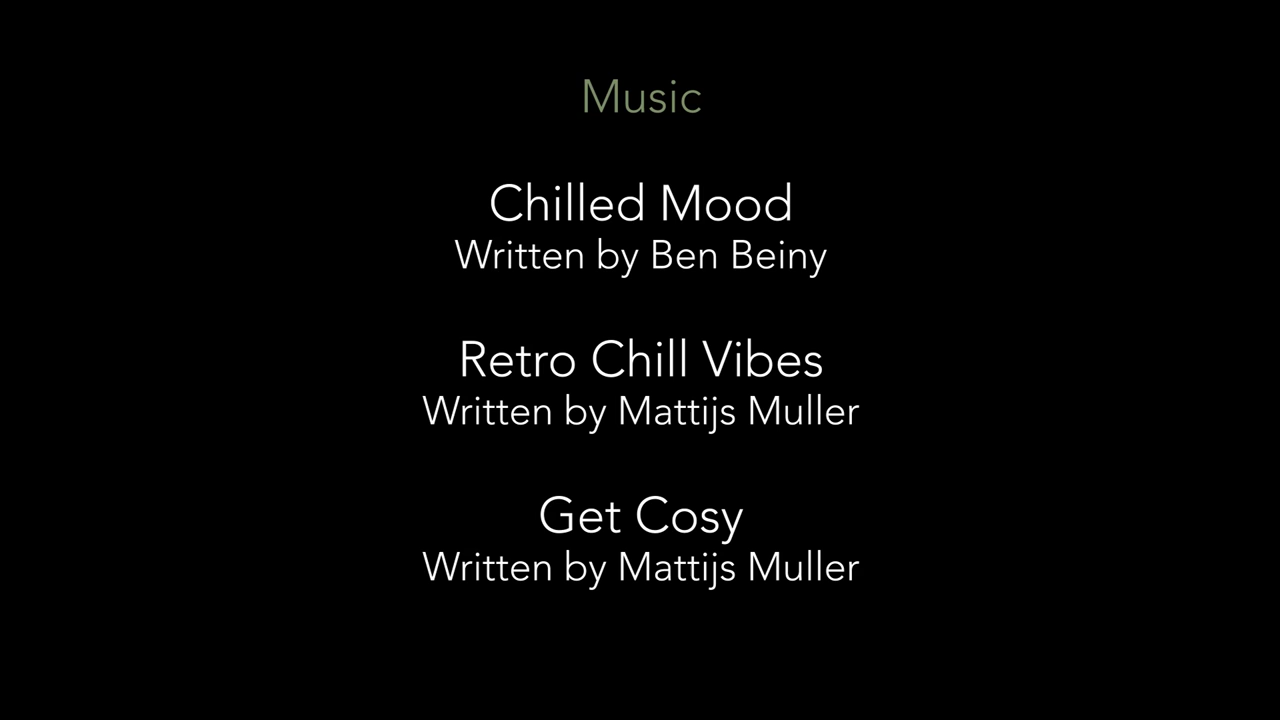 Music
Chilled Mood
Written by Ben Beiny
Retro Chill Vibes
Written by Mattijs Muller
Get Cosy
Written by Mattijs Muller